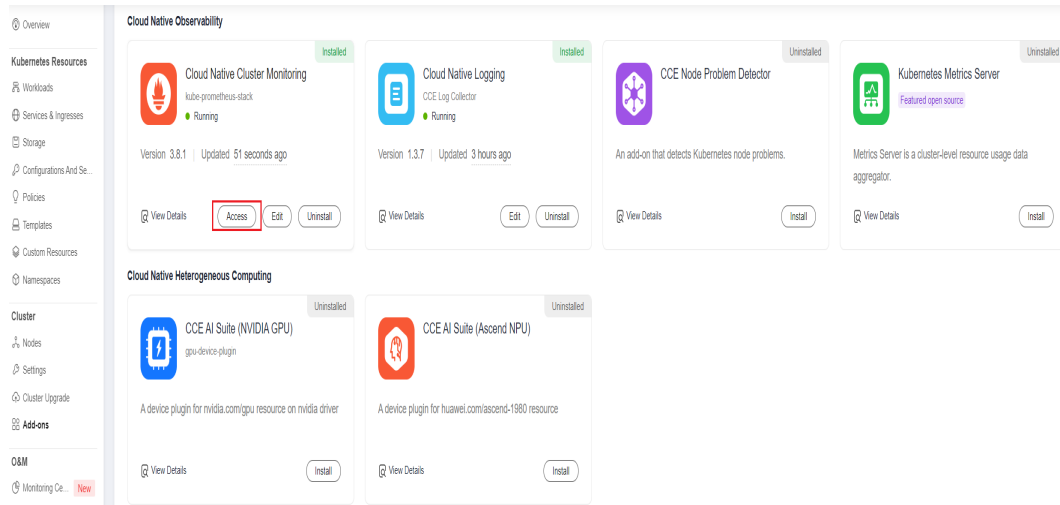 Overview
Kubernetes Resources
Workloads
Services & Ingresses
Storage
Configurations And Se...
Policies
Templates
Custom Resources
Namespaces
Cluster
Nodes
Settings
Cluster Upgrade
Add-ons
O&M
Monitoring Ce... New
Cloud Native Observability
Installed
Cloud Native Cluster Monitoring
kube-prometheus-stack
Running
Version 3.8.1 | Updated 51 seconds ago
View Details Access Edit Uninstall
Installed
Cloud Native Logging
CCE Log Collector
Running
Version 1.3.7 | Updated 3 hours ago
View Details Edit Uninstall
Uninstalled
CCE Node Problem Detector
An add-on that detects Kubernetes node problems.
View Details Install
Uninstalled
Kubernetes Metrics Server
Featured open source
Metrics Server is a cluster-level resource usage data
aggregator.
View Details Install
Cloud Native Heterogeneous Computing
Uninstalled
CCE AI Suite (NVIDIA GPU)
gpu-device-plugin
A device plugin for nvidia.com/gpu resource on nvidia driver
View Details Install
Uninstalled
CCE AI Suite (Ascend NPU)
A device plugin for huawei.com/ascend-1980 resource
View Details Install